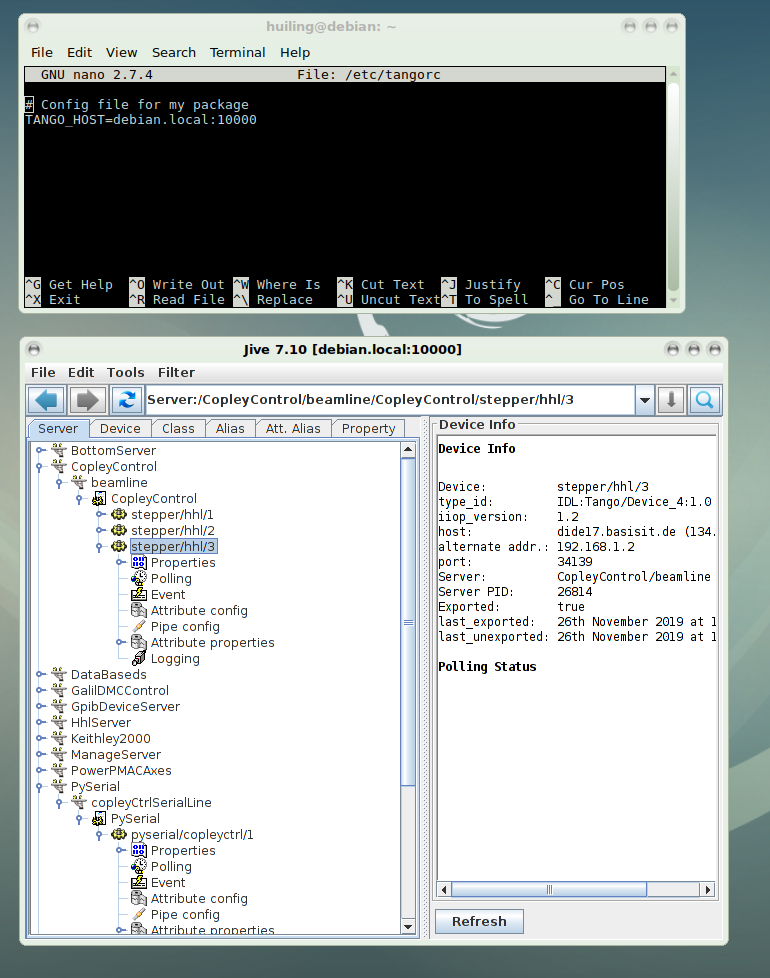 huiling@debian: ~
File Edit View Search Terminal Help
GNU nano 2.7.4 File: /etc/tangorc
# Config file for my package
TANGO_HOST=debian.local:10000
^G Get Help ^O Write Out ^W Where Is ^K Cut Text ^J Justify ^C Cur Pos
^X Exit ^R Read File ^\ Replace ^U Uncut Text ^T To Spell ^_ Go To Line
Jive 7.10 [debian.local:10000]
File Edit Tools Filter
Server:/CopleyControl/beamline/CopleyControl/stepper/hhl/3
Server Device Class Alias Att. Alias Property
BottomServer
CopleyControl
beamline
CopleyControl
stepper/hhl/1
stepper/hhl/2
stepper/hhl/3
Properties
Polling
Event
Attribute config
Pipe config
Attribute properties
Logging
DataBaseds
GalilDMCControl
GpibDeviceServer
HhlServer
Keithley2000
ManageServer
PowerPMACAxes
PySerial
copleyCtrlSerialLine
PySerial
pyserial/copleyctrl/1
Properties
Polling
Event
Attribute config
Pipe config
Attribute properties
Device Info
Device Info
Device: stepper/hhl/3
type_id: IDL:Tango/Device_4:1.0
iiop_version: 1.2
host: dide17.basisit.de (134.
alternate addr.: 192.168.1.2
port: 34139
Server: CopleyControl/beamline
Server PID: 26814
Exported: true
last_exported: 26th November 2019 at 1
last_unexported: 26th November 2019 at 1
Polling Status
Refresh